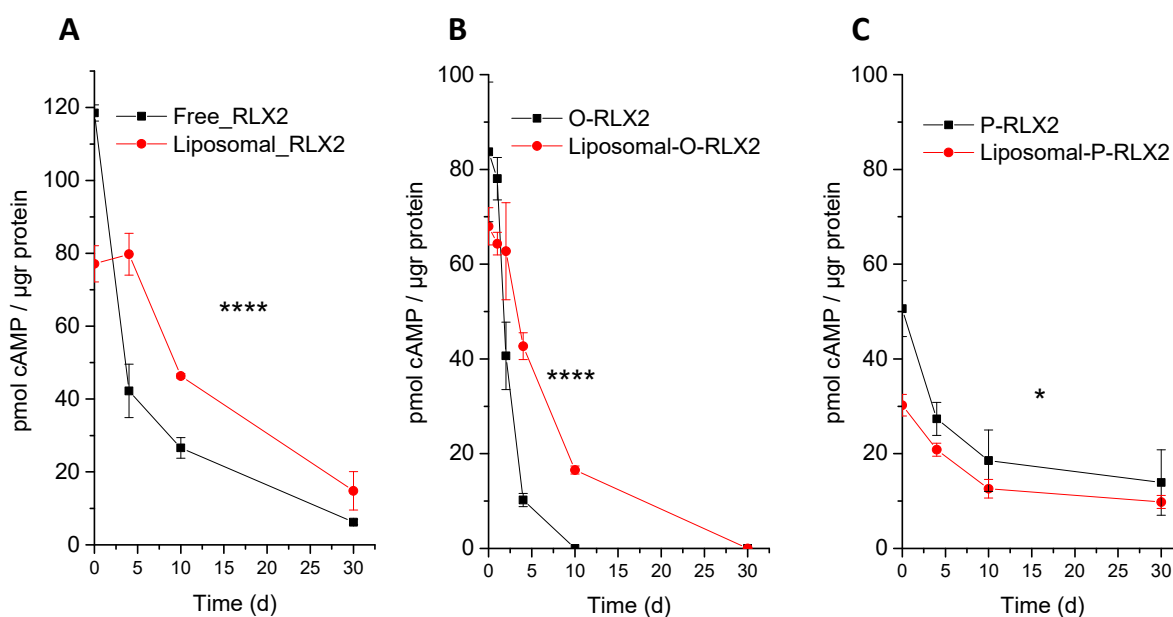 A
Free_RLX2
Liposomal_RLX2
pmol cAMP / µgr protein
120
100
80
60
40
20
0
****
0 5 10 15 20 25 30
Time (d)
B
O-RLX2
Liposomal-O-RLX2
pmol cAMP / µgr protein
100
80
60
40
20
0
****
0 5 10 15 20 25 30
Time (d)
C
P-RLX2
Liposomal-P-RLX2
pmol cAMP / µgr protein
100
80
60
40
20
0
*
0 5 10 15 20 25 30
Time (d)